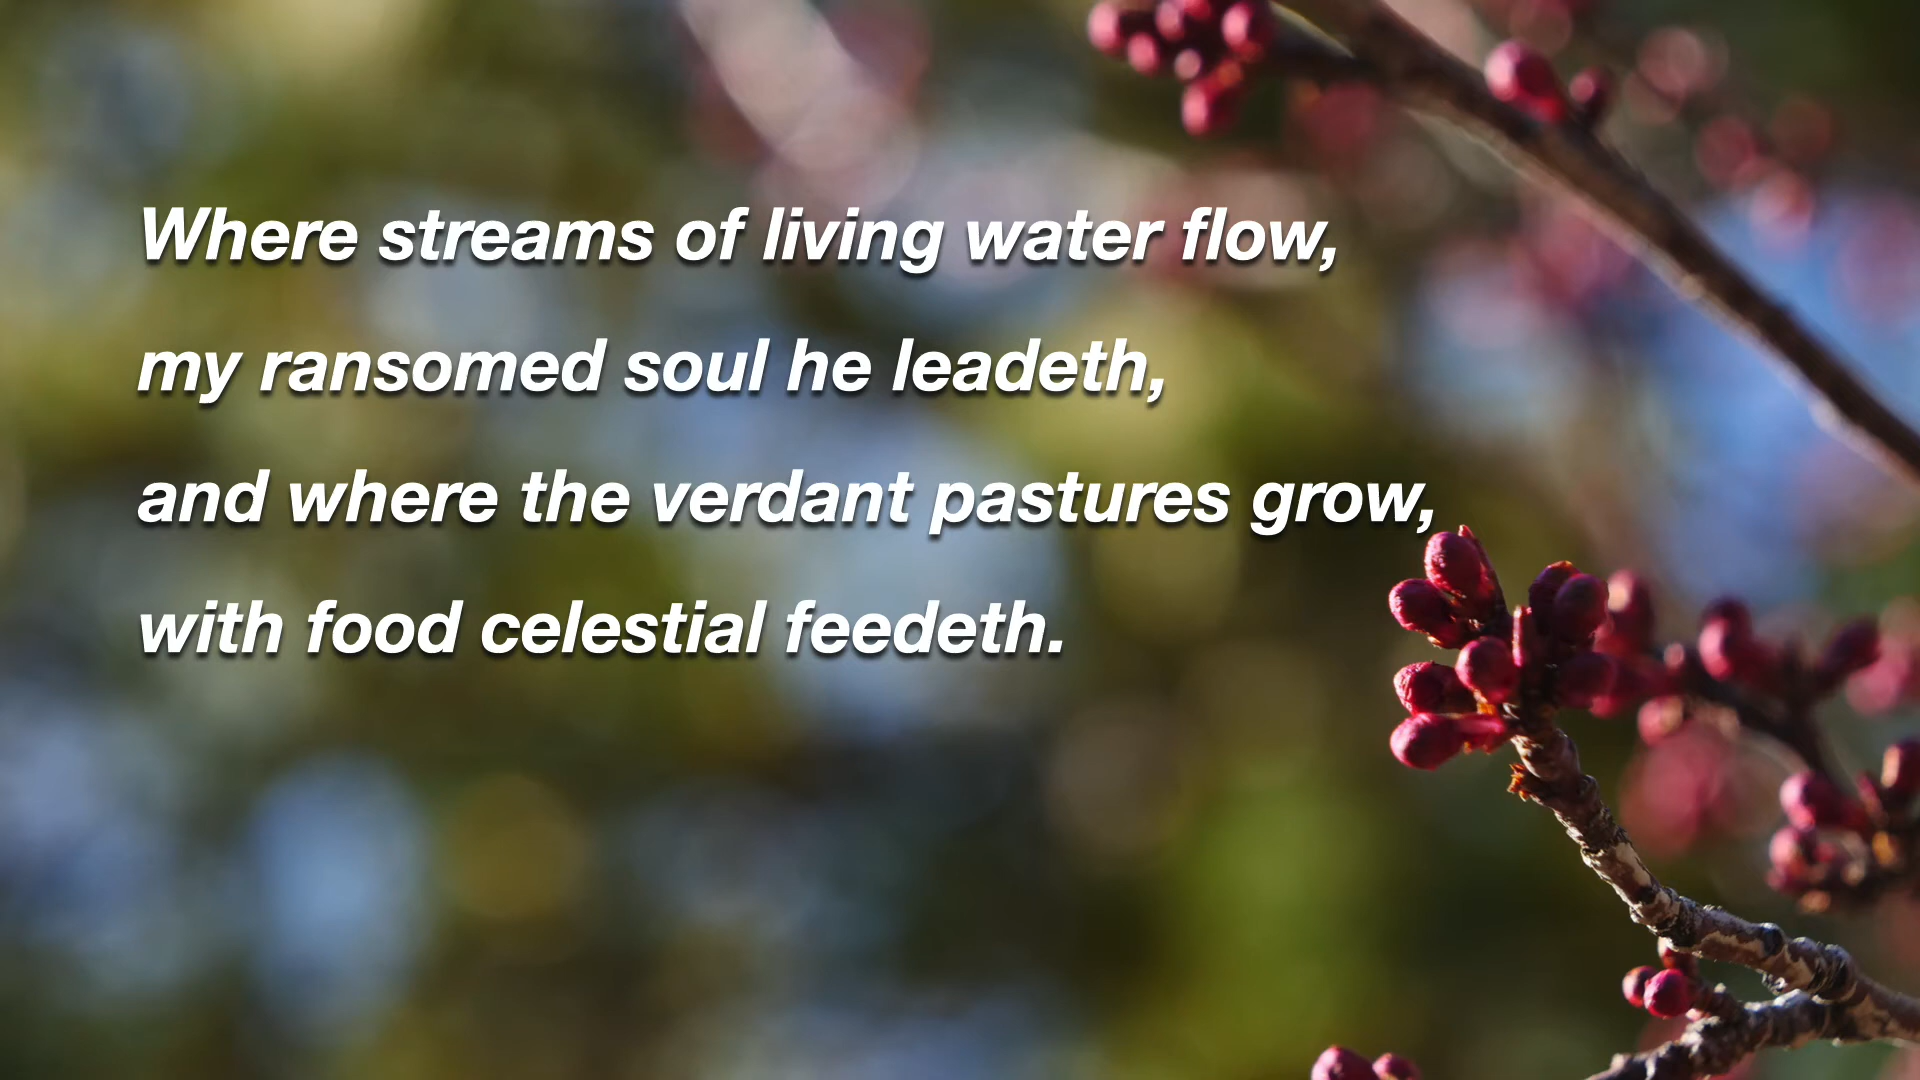 Where streams of living water flow,
my ransomed soul he leadeth,
and where the verdant pastures grow,
with food celestial feedeth.